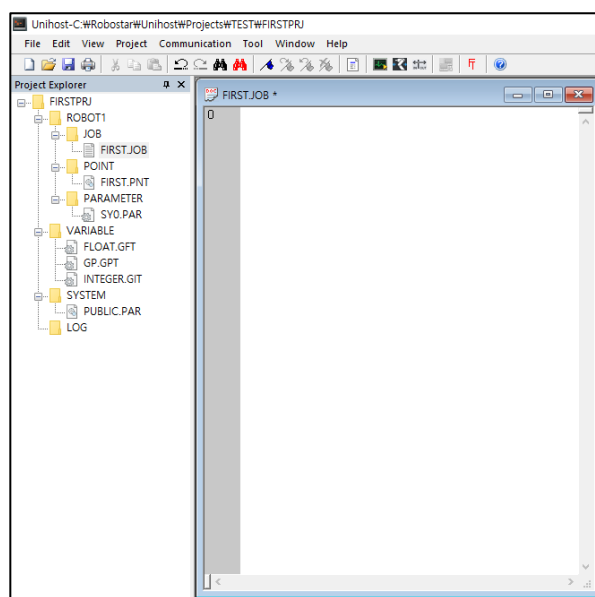 Unihost-C:₩Robostar₩Unihost₩Projects₩TEST₩FIRSTPRJ
File Edit View Project Communication Tool Window Help
Project Explorer
FIRSTPRJ
ROBOT1
JOB
FIRST.JOB
POINT
FIRST.PNT
PARAMETER
SY0.PAR
VARIABLE
FLOAT.GFT
GP.GPT
INTEGER.GIT
SYSTEM
PUBLIC.PAR
LOG
FIRST.JOB *
0